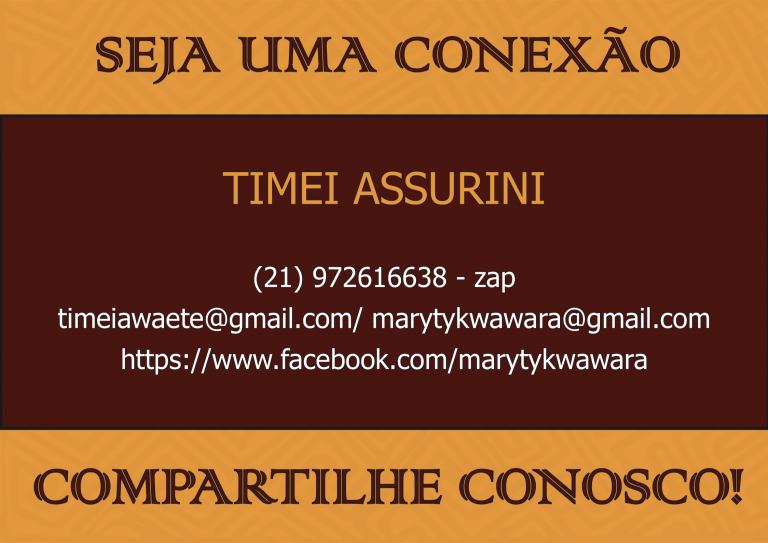 SEJA UMA CONEXÃO
TIMEI ASSURINI
(21) 972616638 - zap
timeiawaete@gmail.com/ marytykwawara@gmail.com
https://www.facebook.com/marytykwawara
COMPARTILHE CONOSCO!